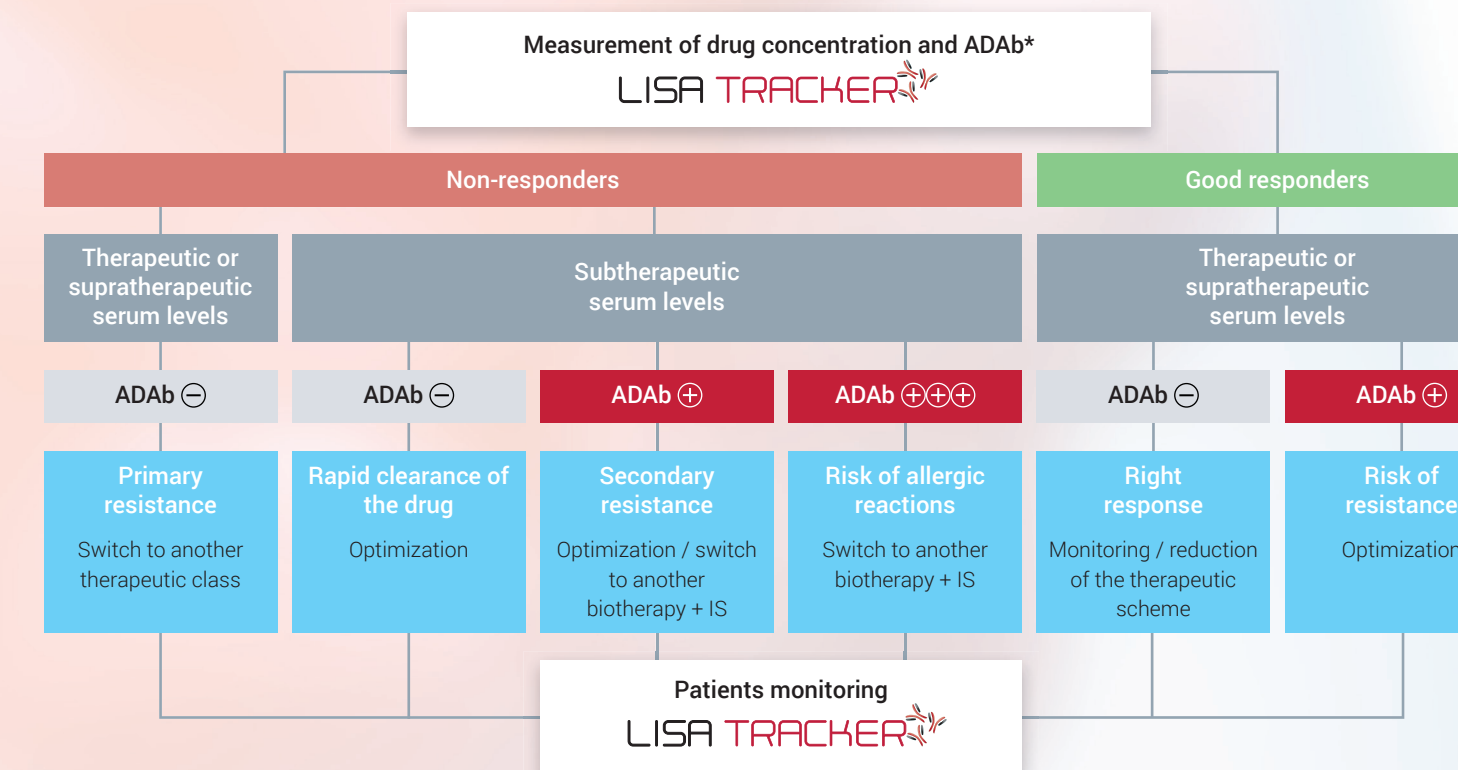 Measurement of drug concentration and ADAb*
LISA TRACKER
Non-responders
Good responders
Therapeutic or
supratherapeutic
serum levels
Subtherapeutic
serum levels
Therapeutic or
supratherapeutic
serum levels
ADAb ⊖
ADAb ⊖
ADAb ⊕
ADAb ⊕⊕⊕
ADAb ⊖
ADAb ⊕
Primary
resistance
Switch to another
therapeutic class
Rapid clearance of
the drug
Optimization
Secondary
resistance
Optimization / switch
to another
biotherapy + IS
Risk of allergic
reactions
Switch to another
biotherapy + IS
Right
response
Monitoring / reduction
of the therapeutic
scheme
Risk of
resistance
Optimization
Patients monitoring
LISA TRACKER